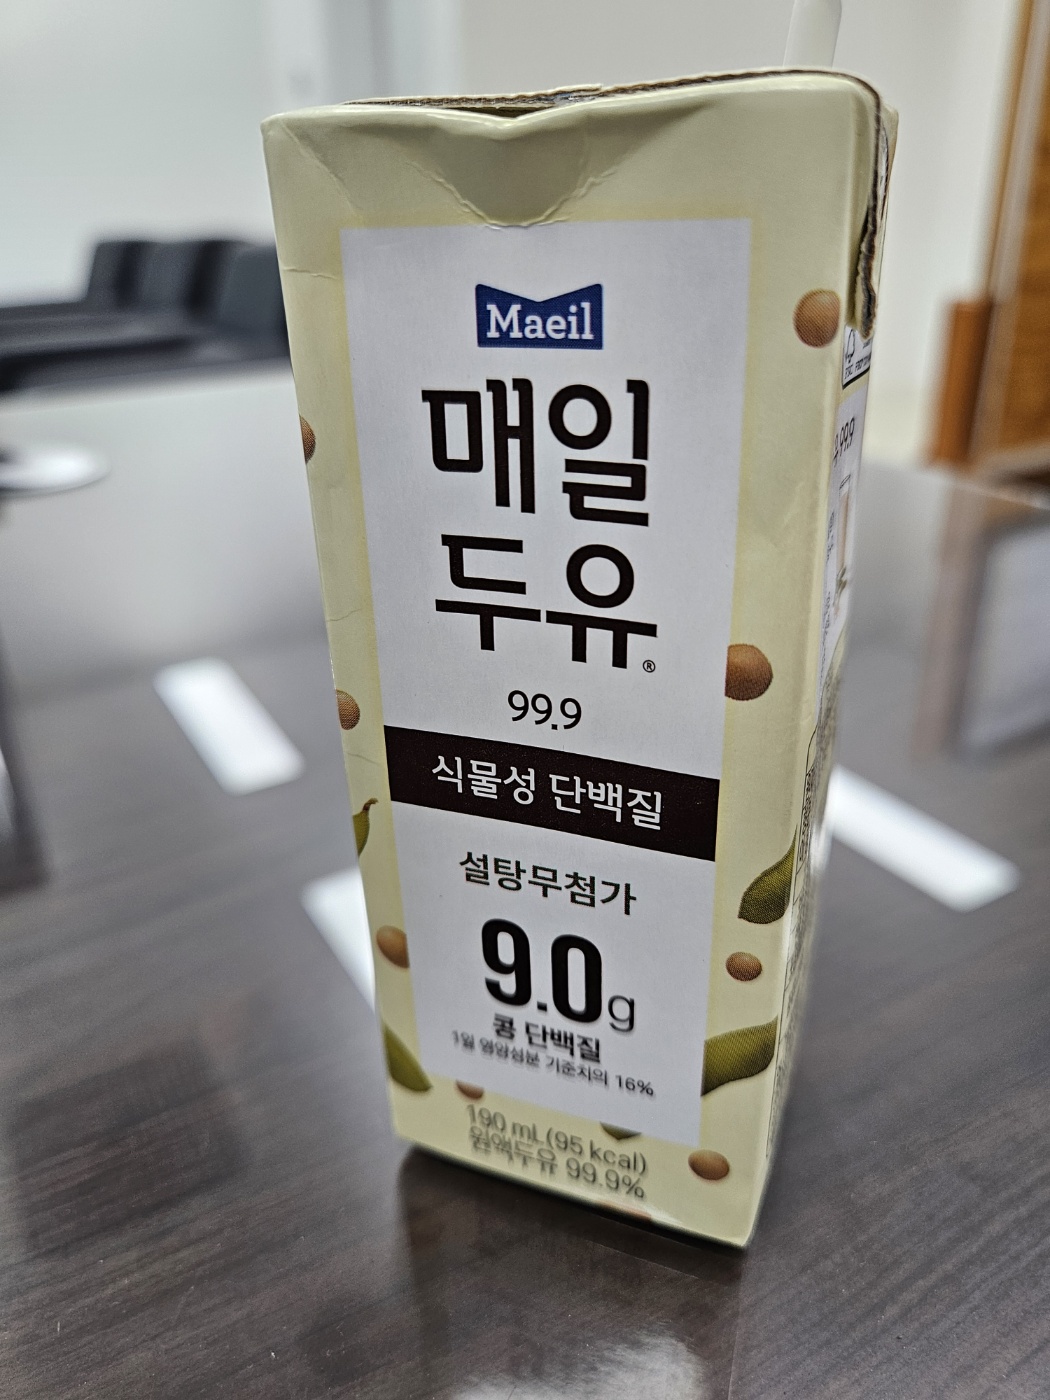 Maeil
매일
두유®
99.9
식물성 단백질
설탕무첨가
9.0g
콩 단백질
1일 영양성분 기준치의 16%
190 mL (95 kcal)
원액두유 99.9%
99.9